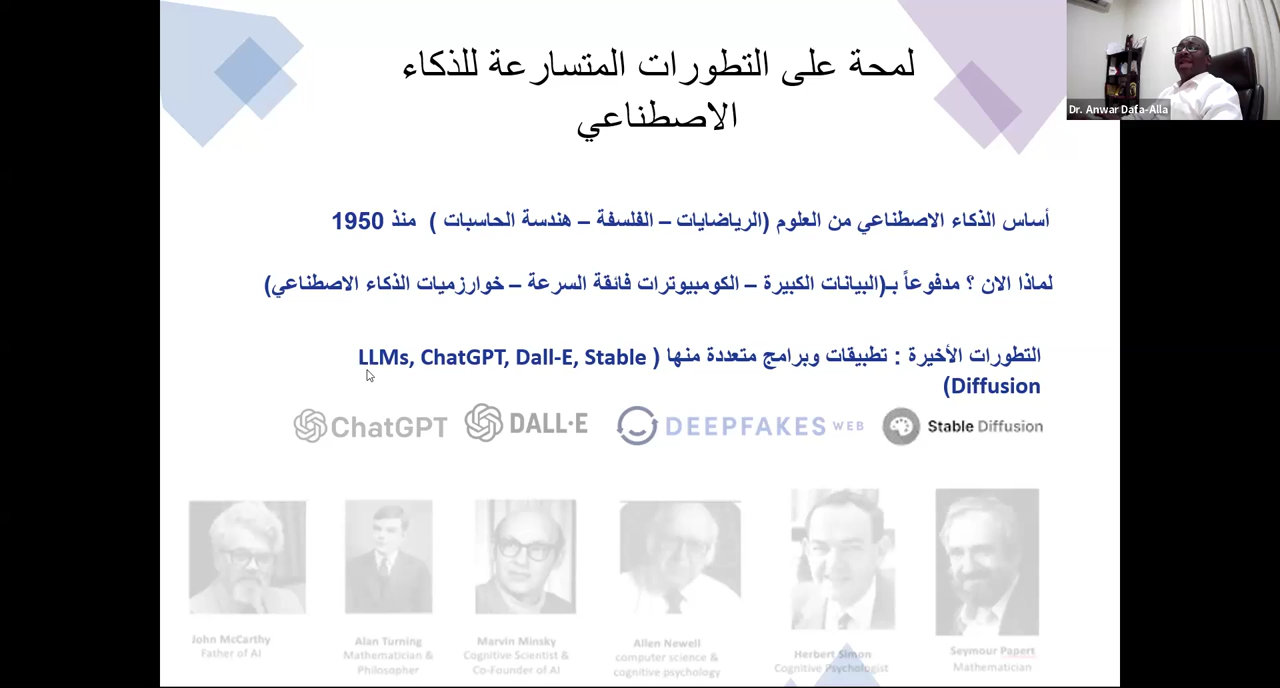 لمحة على التطورات المتسارعة للذكاء
الاصطناعي
Dr. Anwar Dafa-Alla
أساس الذكاء الاصطناعي من العلوم (الرياضايات – الفلسفة – هندسة الحاسبات ) منذ 1950
لماذا الان ؟ مدفوعاً بـ(البيانات الكبيرة – الكومبيوترات فائقة السرعة – خوارزميات الذكاء الاصطناعي)
التطورات الأخيرة : تطبيقات وبرامج متعددة منها ( LLMs, ChatGPT, Dall-E, Stable
Diffusion)
ChatGPT DALL·E DEEPFAKES WEB Stable Diffusion
John McCarthy
Father of AI
Alan Turning
Mathematician &
Philosopher
Marvin Minsky
Cognitive Scientist &
Co-Founder of AI
Allen Newell
computer science &
cognitive psychology
Herbert Simon
Cognitive Psychologist
Seymour Papert
Mathematician